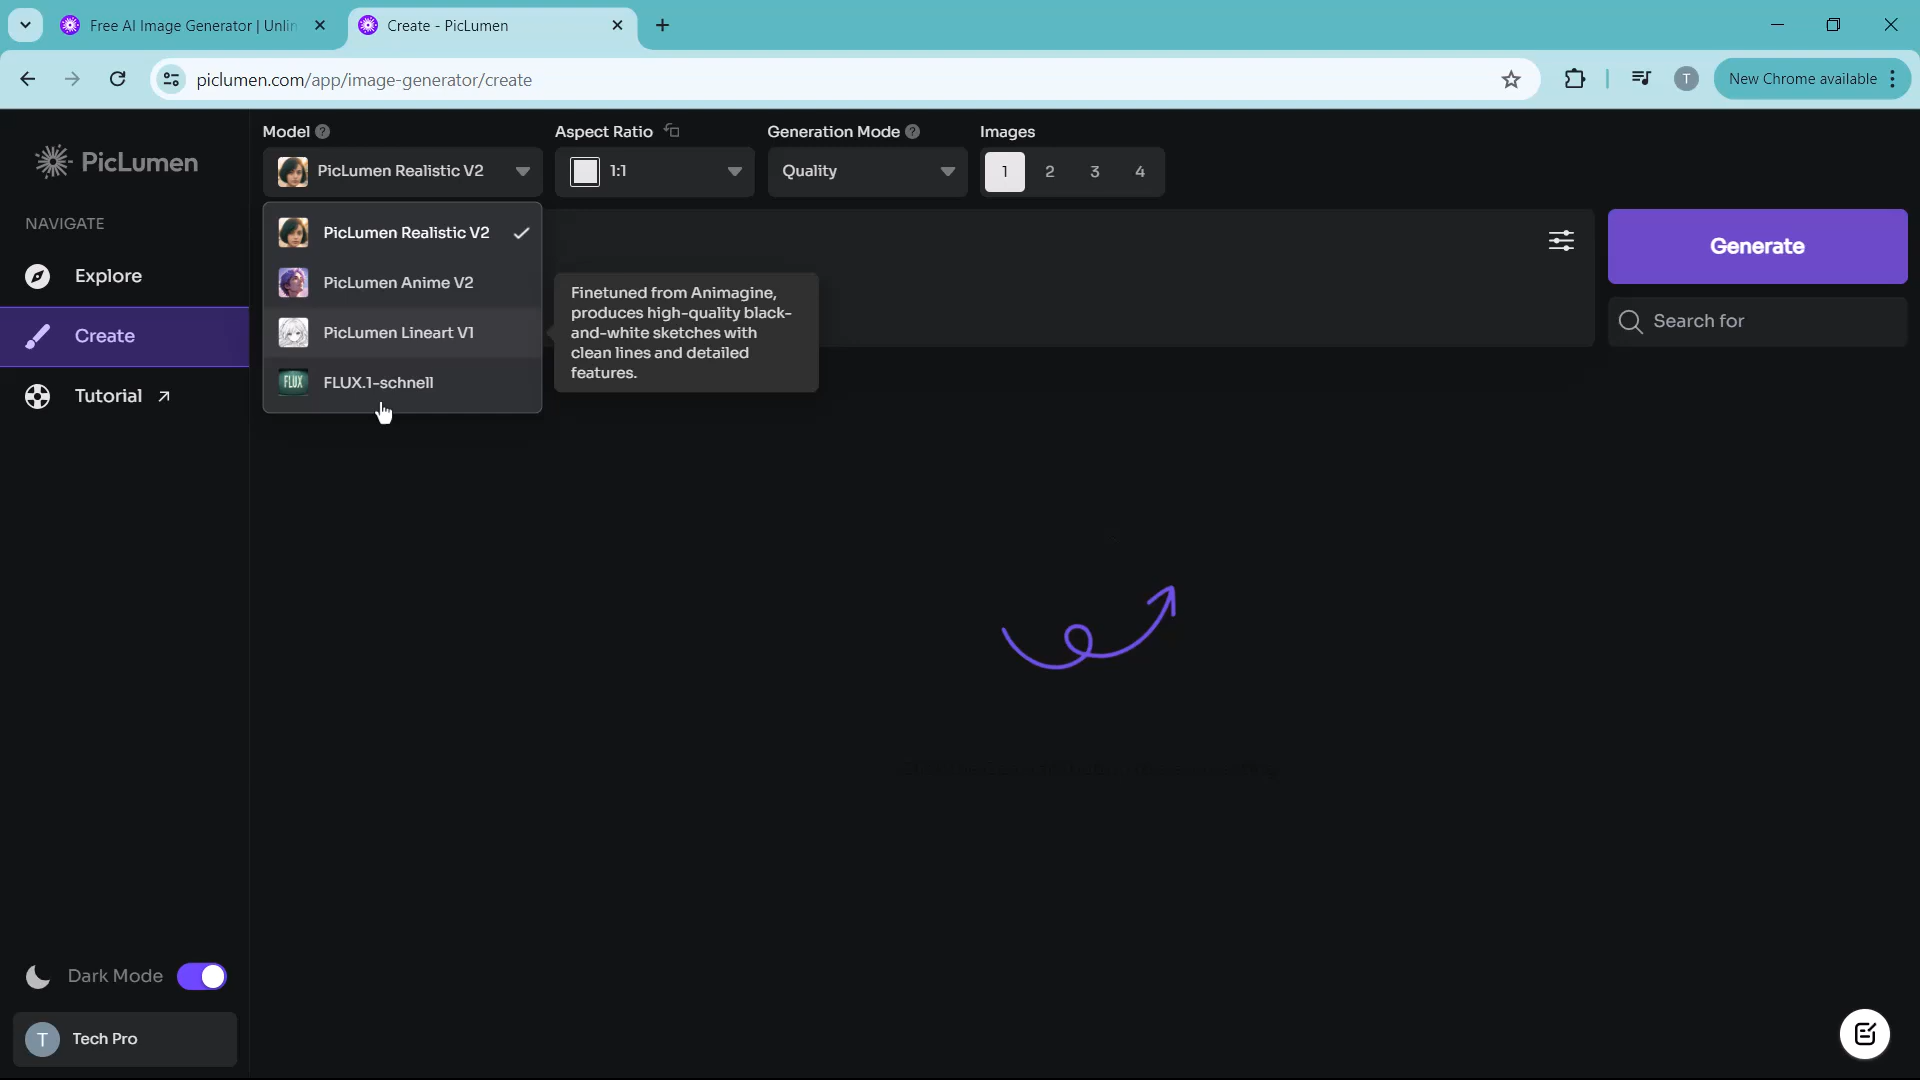 Free AI Image Generator | Unlin
Create - PicLumen
piclumen.com/app/image-generator/create
T
New Chrome available
PicLumen
NAVIGATE
Explore
Create
Tutorial
Model
Aspect Ratio
Generation Mode
Images
PicLumen Realistic V2
1:1
Quality
1 2 3 4
PicLumen Realistic V2
PicLumen Anime V2
PicLumen Lineart V1
FLUX
FLUX.1-schnell
Finetuned from Animagine,
produces high-quality black-
and-white sketches with
clean lines and detailed
features.
Generate
Search for
Dark Mode
T
Tech Pro